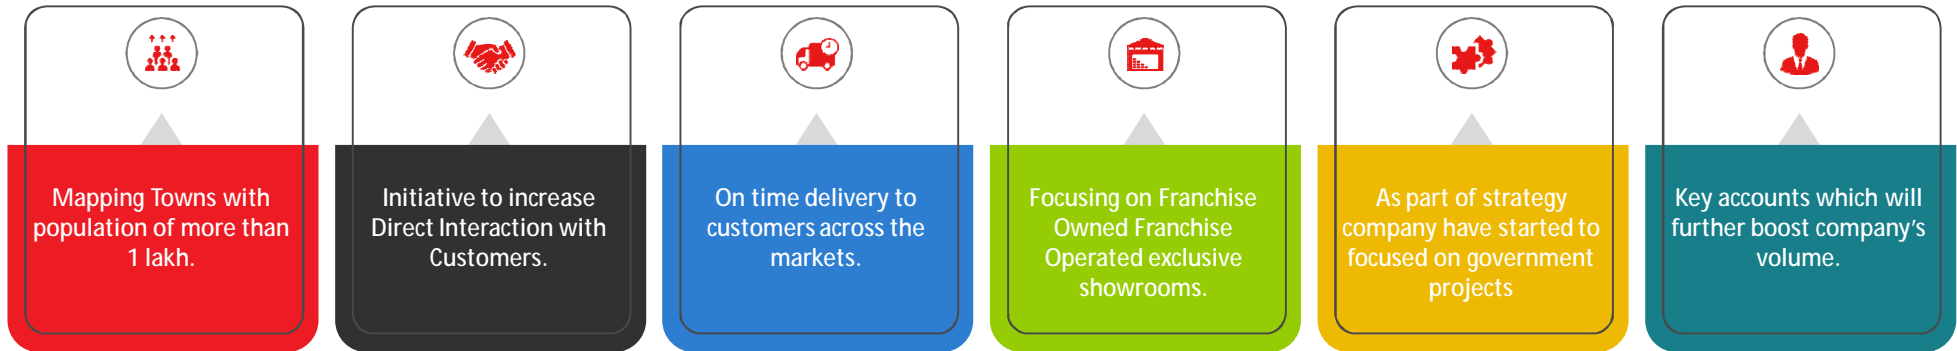 Mapping Towns with
population of more than
1 lakh.
Initiative to increase
Direct Interaction with
Customers.
On time delivery to
customers across the
markets.
Focusing on Franchise
Owned Franchise
Operated exclusive
showrooms.
As part of strategy
company have started to
focused on government
projects
Key accounts which will
further boost company's
volume.